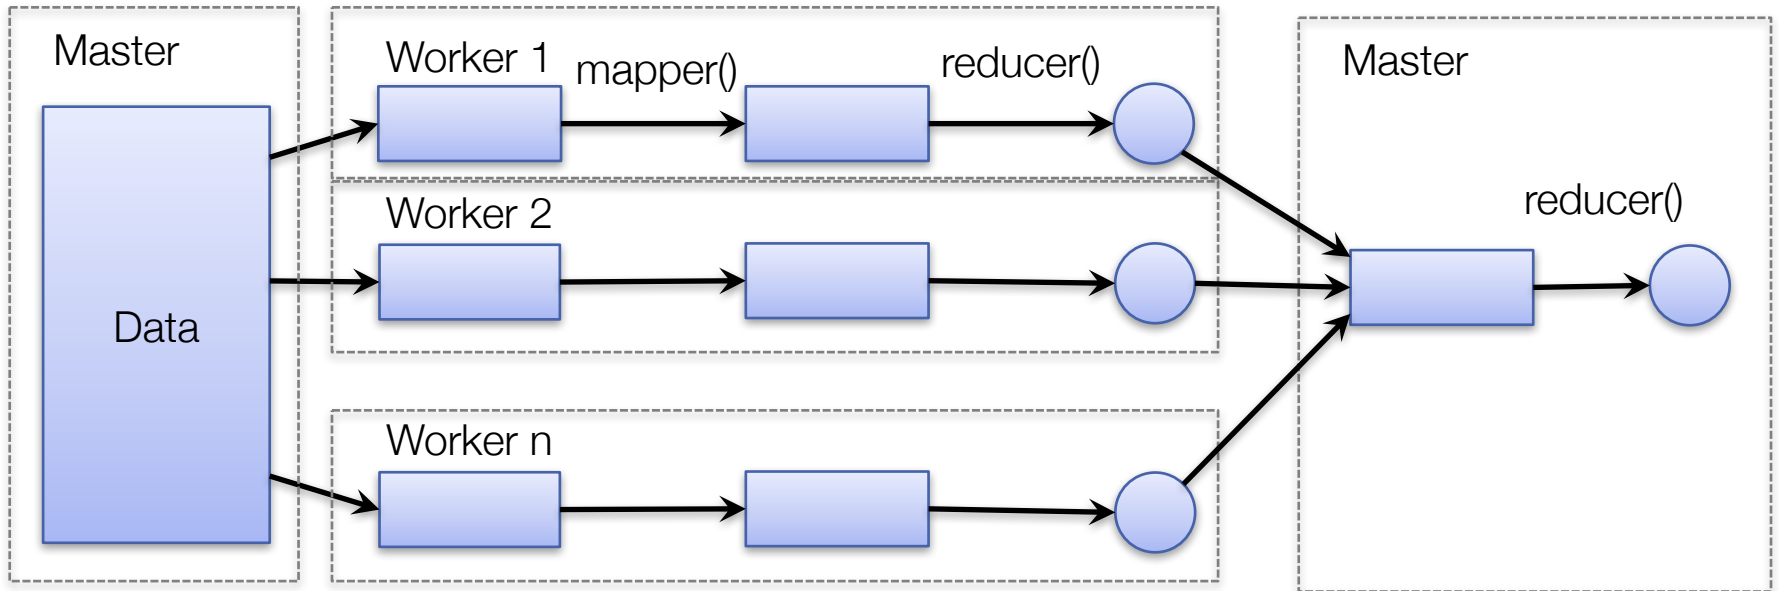 Master
Data
Worker 1
mapper()
reducer()
Worker 2
Worker n
Master
reducer()